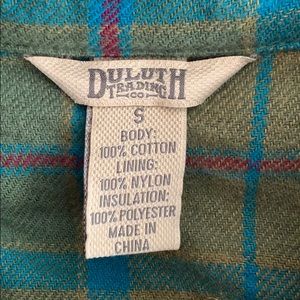 DULUTH
TRADING
CO
S
BODY:
100% COTTON
LINING:
100% NYLON
INSULATION:
100% POLYESTER
MADE IN
CHINA